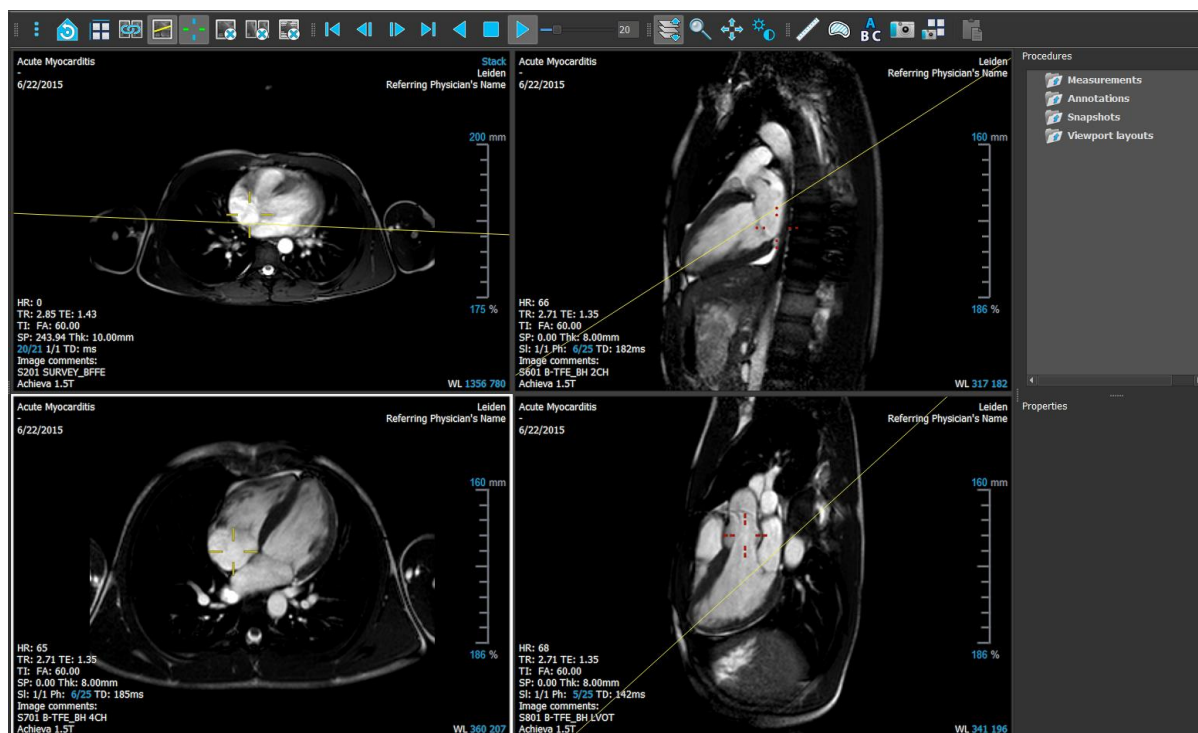 20
A
B C
Procedures
Measurements
Annotations
Snapshots
Viewport layouts
Properties
Acute Myocarditis
-
6/22/2015
Stack
Leiden
Referring Physician's Name
200 mm
175 %
HR: 0
TR: 2.85 TE: 1.43
TI: FA: 60.00
SP: 243.94 Thk: 10.00mm
20/21 1/1 TD: ms
Image comments:
S201 SURVEY_BFFE
Achieva 1.5T
WL 1356 780
Acute Myocarditis
-
6/22/2015
Leiden
Referring Physician's Name
160 mm
186 %
HR: 66
TR: 2.71 TE: 1.35
TI: FA: 60.00
SP: 0.00 Thk: 8.00mm
Sl: 1/1 Ph: 6/25 TD: 182ms
Image comments:
S601 B-TFE_BH 2CH
Achieva 1.5T
WL 317 182
Acute Myocarditis
-
6/22/2015
Leiden
Referring Physician's Name
160 mm
186 %
HR: 65
TR: 2.71 TE: 1.35
TI: FA: 60.00
SP: 0.00 Thk: 8.00mm
Sl: 1/1 Ph: 6/25 TD: 185ms
Image comments:
S701 B-TFE_BH 4CH
Achieva 1.5T
WL 360 207
Acute Myocarditis
-
6/22/2015
Leiden
Referring Physician's Name
160 mm
186 %
HR: 68
TR: 2.71 TE: 1.35
TI: FA: 60.00
SP: 0.00 Thk: 8.00mm
Sl: 1/1 Ph: 5/25 TD: 142ms
Image comments:
S801 B-TFE_BH LVOT
Achieva 1.5T
WL 341 196